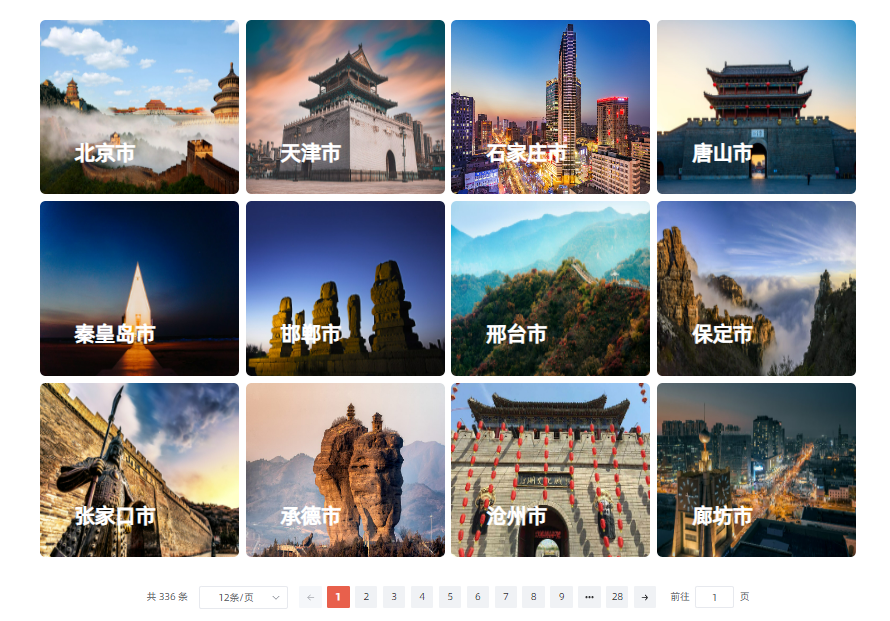 北京市
天津市
石家庄市
唐山市
秦皇岛市
邯郸市
邢台市
保定市
张家口市
承德市
沧州市
廊坊市
共 336 条 12条/页 ← 1 2 3 4 5 6 7 8 9 ••• 28 → 前往 1 页